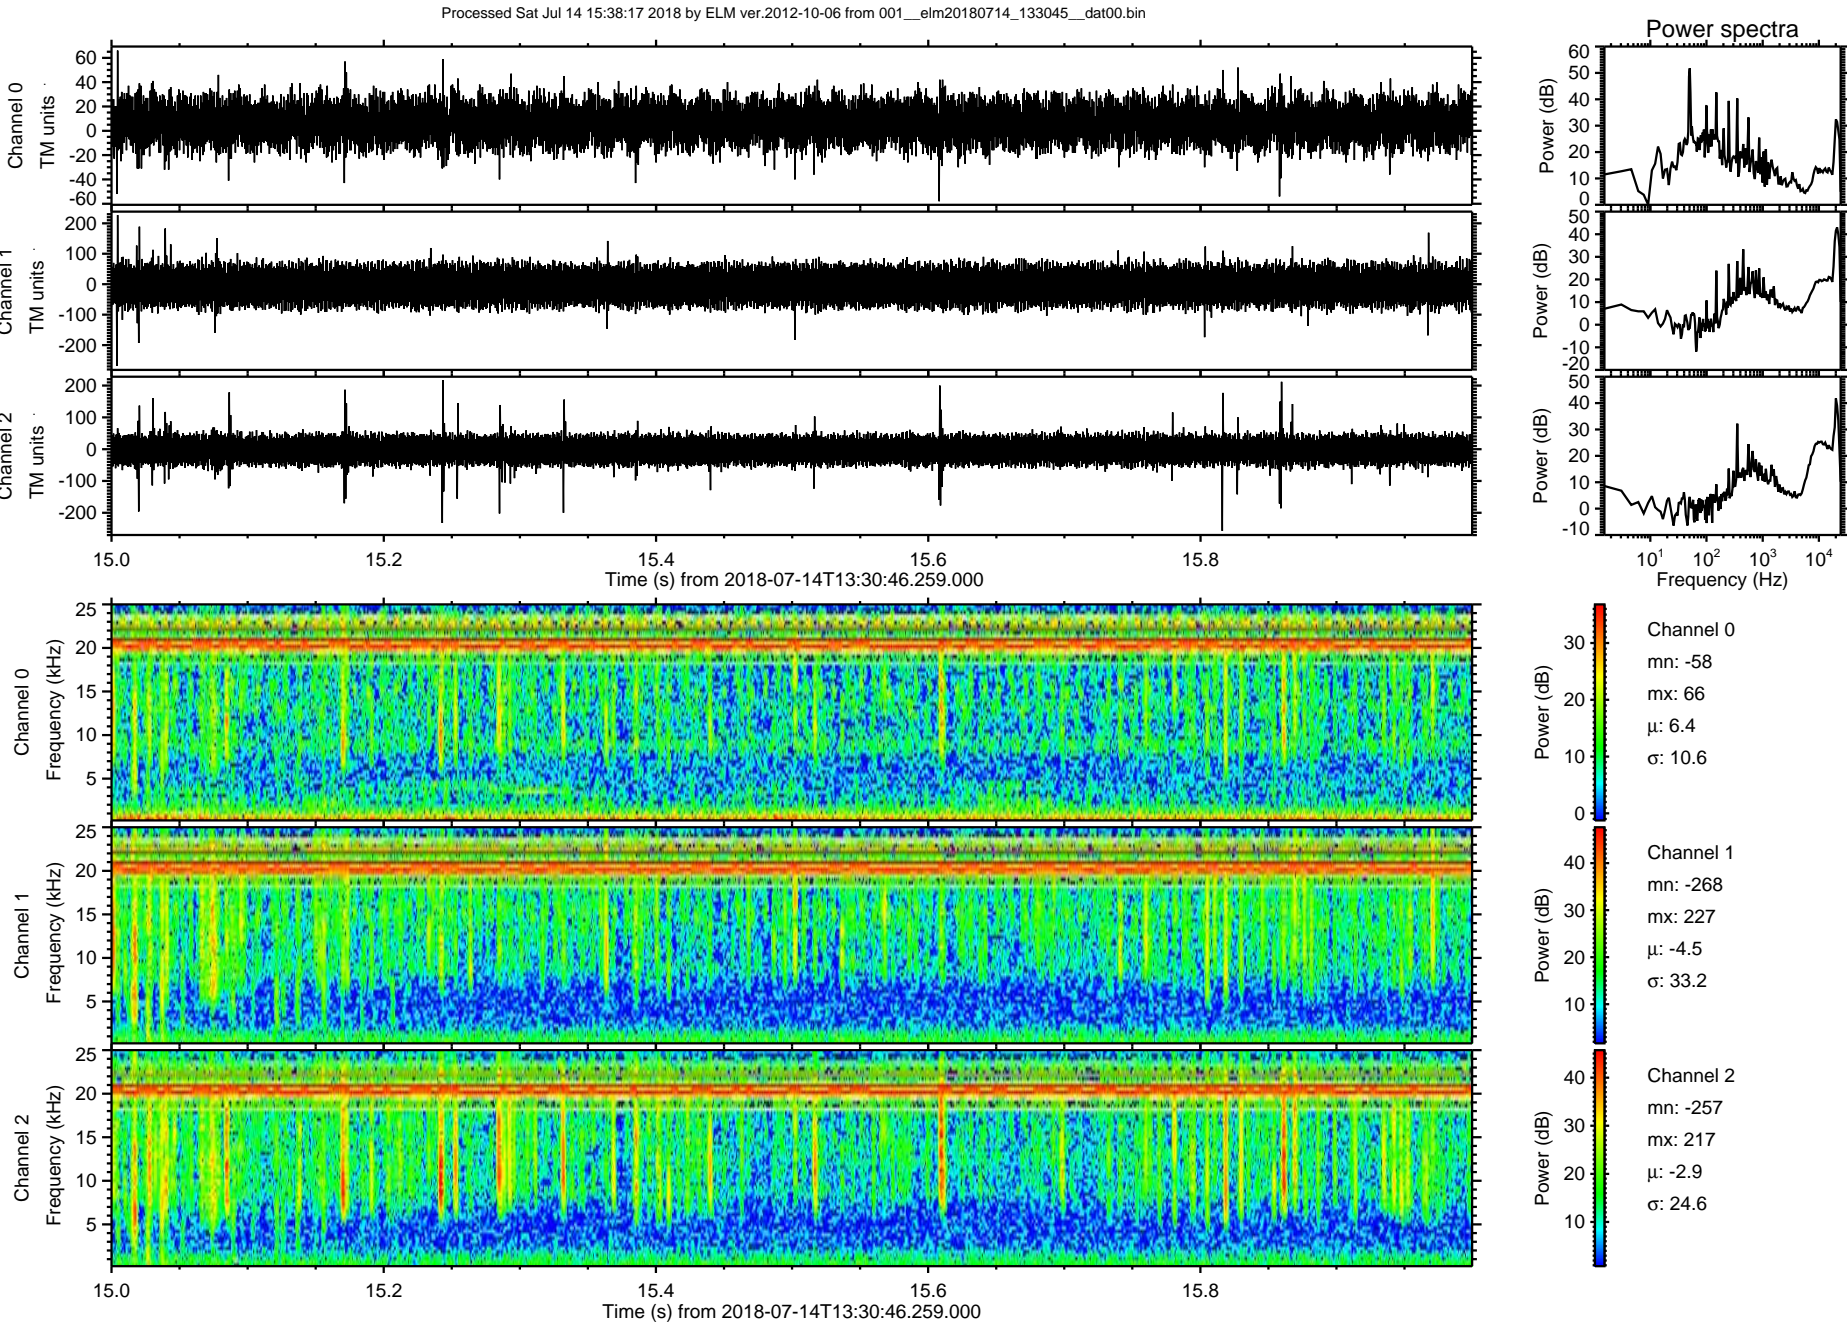 Processed Sat Jul 14 15:38:17 2018 by ELM ver.2012-10-06 from 001__elm20180714_133045__dat00.bin
Power spectra
Channel 0
TM units
60
40
20
0
-20
-40
-60
Power (dB)
60
50
40
30
20
10
0
Channel 1
TM units
200
100
0
-100
-200
Power (dB)
50
40
30
20
10
0
-10
-20
Channel 2
TM units
200
100
0
-100
-200
Power (dB)
50
40
30
20
10
0
-10
15.0 15.2 15.4 15.6 15.8
Time (s) from 2018-07-14T13:30:46.259.000
10¹ 10² 10³ 10⁴
Frequency (Hz)
Channel 0
Frequency (kHz)
25
20
15
10
5
Power (dB)
30
20
10
0
Channel 0
mn: -58
mx: 66
μ: 6.4
σ: 10.6
Channel 1
Frequency (kHz)
25
20
15
10
5
Power (dB)
40
30
20
10
Channel 1
mn: -268
mx: 227
μ: -4.5
σ: 33.2
Channel 2
Frequency (kHz)
25
20
15
10
5
Power (dB)
40
30
20
10
Channel 2
mn: -257
mx: 217
μ: -2.9
σ: 24.6
15.0 15.2 15.4 15.6 15.8
Time (s) from 2018-07-14T13:30:46.259.000